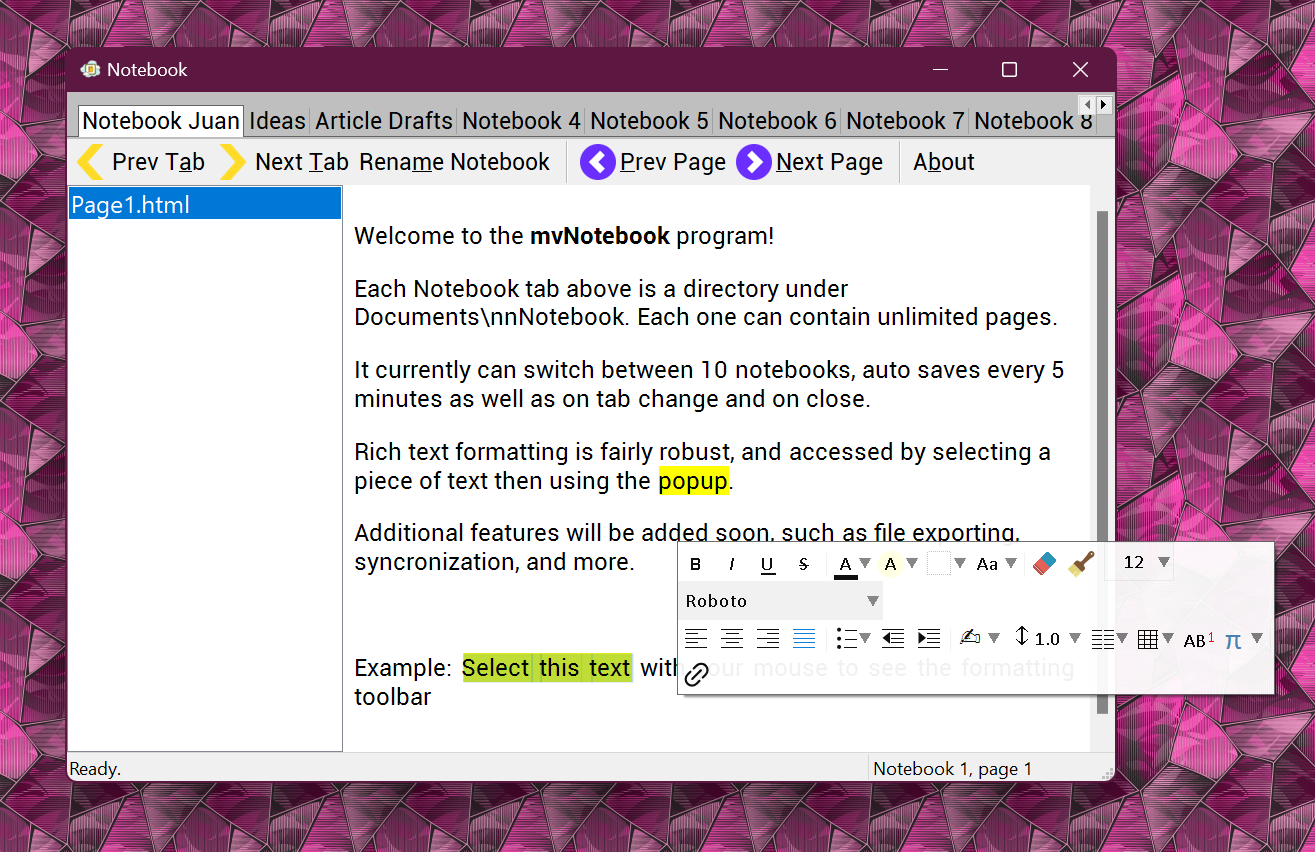 Notebook
Notebook Juan Ideas Article Drafts Notebook 4 Notebook 5 Notebook 6 Notebook 7 Notebook 8
Prev Tab Next Tab Rename Notebook Prev Page Next Page About
Page1.html
Welcome to the mvNotebook program!
Each Notebook tab above is a directory under
Documents\nnNotebook. Each one can contain unlimited pages.
It currently can switch between 10 notebooks, auto saves every 5
minutes as well as on tab change and on close.
Rich text formatting is fairly robust, and accessed by selecting a
piece of text then using the popup.
Additional features will be added soon, such as file exporting,
syncronization, and more.
B I U S A A Aa 12
Roboto
1.0 AB1 π
Example: Select this text with your mouse to see the formatting
toolbar
Ready. Notebook 1, page 1